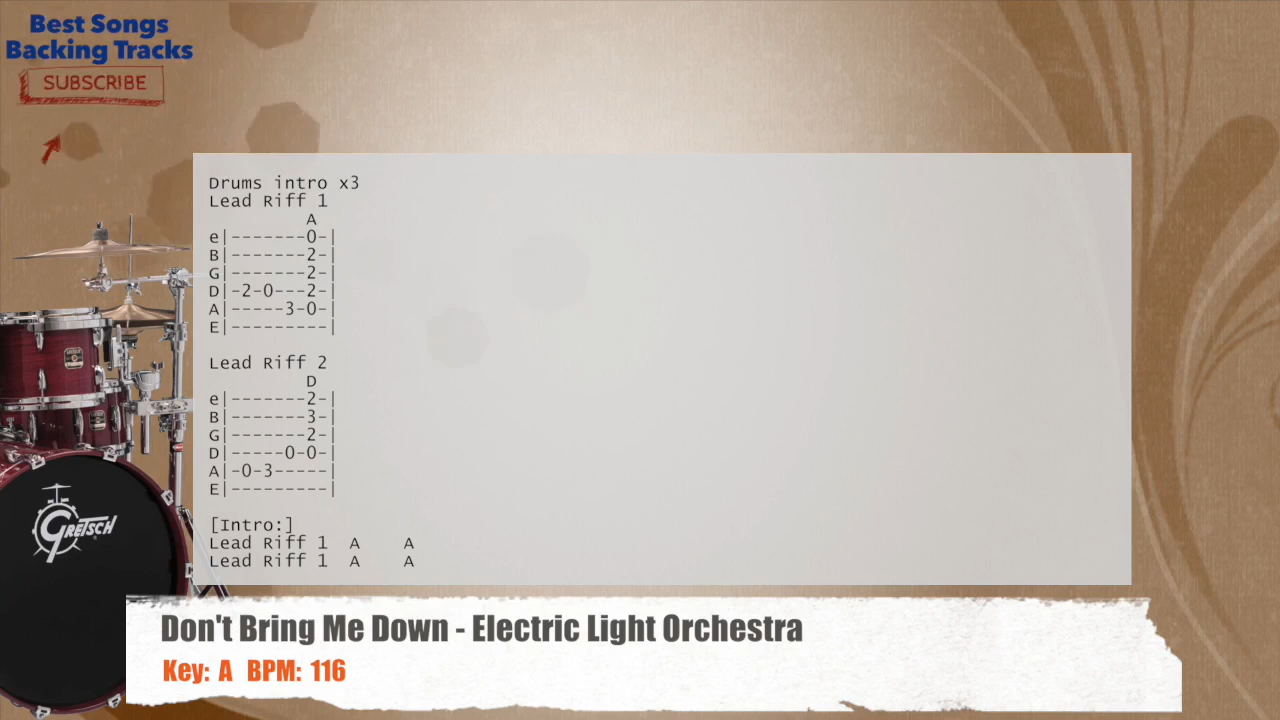 Best Songs
Backing Tracks
SUBSCRIBE
Drums intro x3
Lead Riff 1
          A
e|-------0-|
B|-------2-|
G|-------2-|
D|-2-0---2-|
A|-----3-0-|
E|---------|
Lead Riff 2
          D
e|-------2-|
B|-------3-|
G|-------2-|
D|-----0-0-|
A|-0-3-----|
E|---------|
[Intro:]
Lead Riff 1  A    A
Lead Riff 1  A    A
GRETSCH
Don't Bring Me Down - Electric Light Orchestra
Key: A BPM: 116